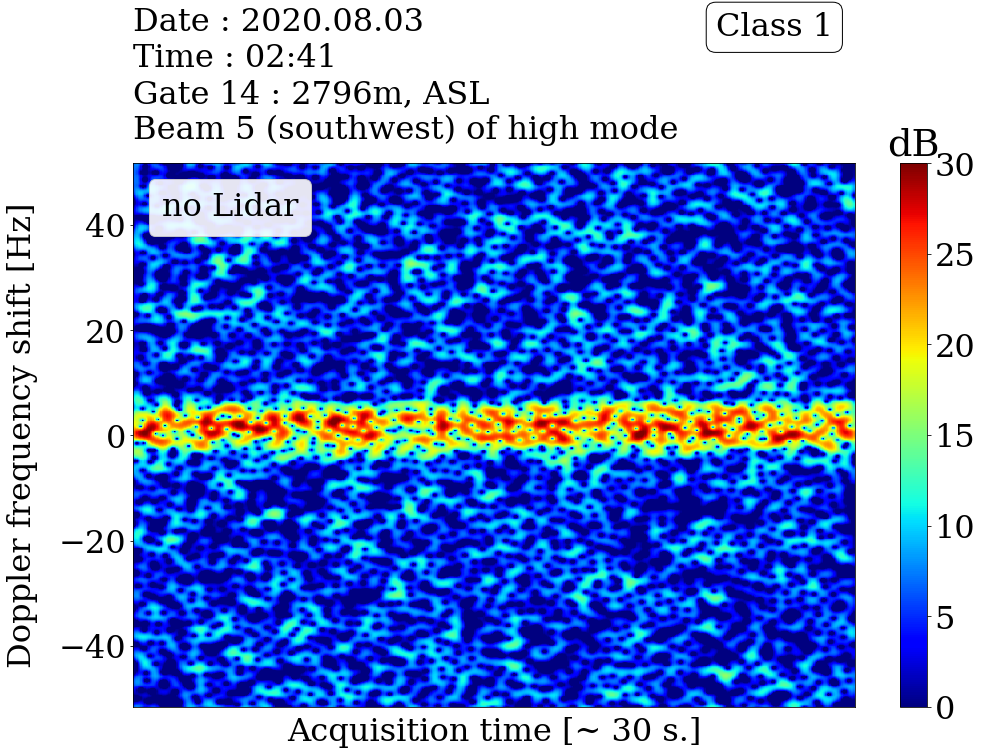 Date : 2020.08.03
Time : 02:41
Gate 14 : 2796m, ASL
Beam 5 (southwest) of high mode
Class 1
dB
no Lidar
Doppler frequency shift [Hz]
40
20
0
−20
−40
30
25
20
15
10
5
0
Acquisition time [~ 30 s.]